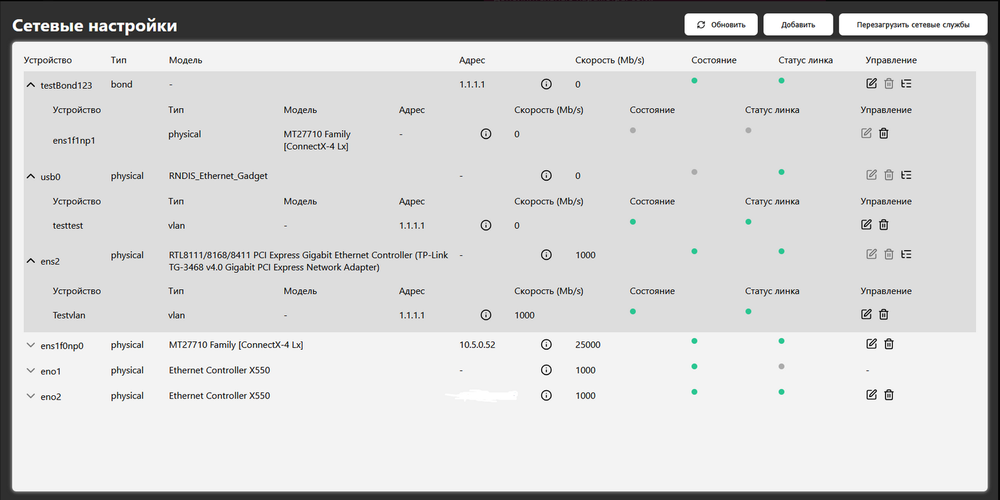 Сетевые настройки
Обновить
Добавить
Перезагрузить сетевые службы
Устройство Тип Модель Адрес Скорость (Mb/s) Состояние Статус линка Управление
testBond123 bond - 1.1.1.1 0
Устройство Тип Модель Адрес Скорость (Mb/s) Состояние Статус линка Управление
ens1f1np1 physical MT27710 Family - 0
[ConnectX-4 Lx]
usb0 physical RNDIS_Ethernet_Gadget - 0
Устройство Тип Модель Адрес Скорость (Mb/s) Состояние Статус линка Управление
testtest vlan - 1.1.1.1 0
ens2 physical RTL8111/8168/8411 PCI Express Gigabit Ethernet Controller (TP-Link - 1000
TG-3468 v4.0 Gigabit PCI Express Network Adapter)
Устройство Тип Модель Адрес Скорость (Mb/s) Состояние Статус линка Управление
Testvlan vlan - 1.1.1.1 1000
ens1f0np0 physical MT27710 Family [ConnectX-4 Lx] 10.5.0.52 25000
eno1 physical Ethernet Controller X550 - 1000 -
eno2 physical Ethernet Controller X550 1000